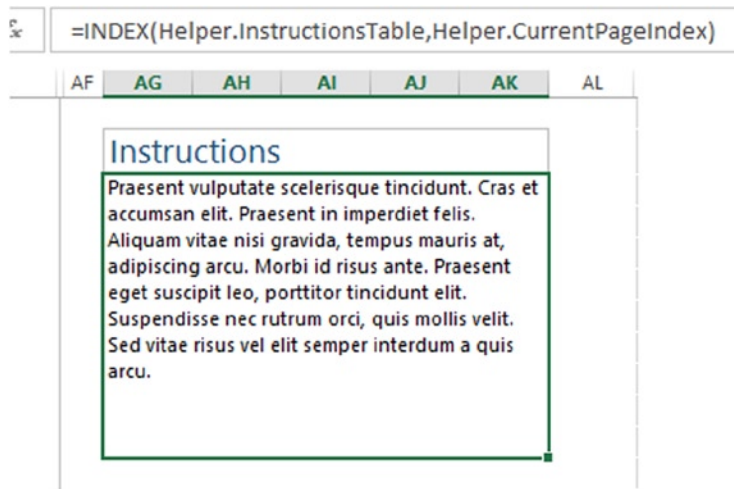 =INDEX(Helper.InstructionsTable,Helper.CurrentPageIndex)
AF AG AH AI AJ AK AL
Instructions
Praesent vulputate scelerisque tincidunt. Cras et
accumsan elit. Praesent in imperdiet felis.
Aliquam vitae nisi gravida, tempus mauris at,
adipiscing arcu. Morbi id risus ante. Praesent
eget suscipit leo, porttitor tincidunt elit.
Suspendisse nec rutrum orci, quis mollis velit.
Sed vitae risus vel elit semper interdum a quis
arcu.